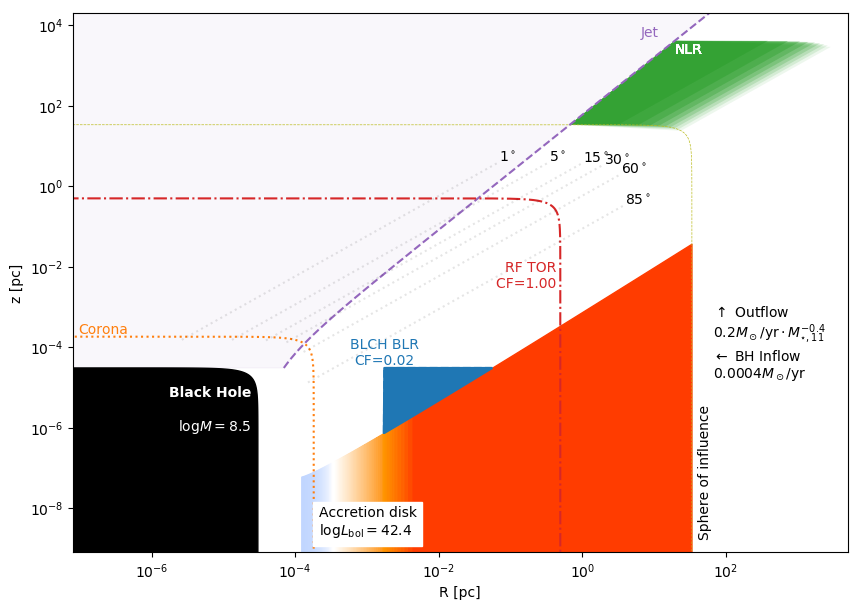 Jet
NLR
1°
5°
15°
30°
60°
85°
RF TOR
CF=1.00
Corona
BLCH BLR
CF=0.02
Black Hole
logM = 8.5
↑ Outflow
0.2M⊙/yr · M⋆,11^−0.4
← BH Inflow
0.0004M⊙/yr
Sphere of influence
Accretion disk
logL_bol = 42.4
z [pc]
10^4
10^2
10^0
10^−2
10^−4
10^−6
10^−8
10^−6
10^−4
10^−2
10^0
10^2
R [pc]